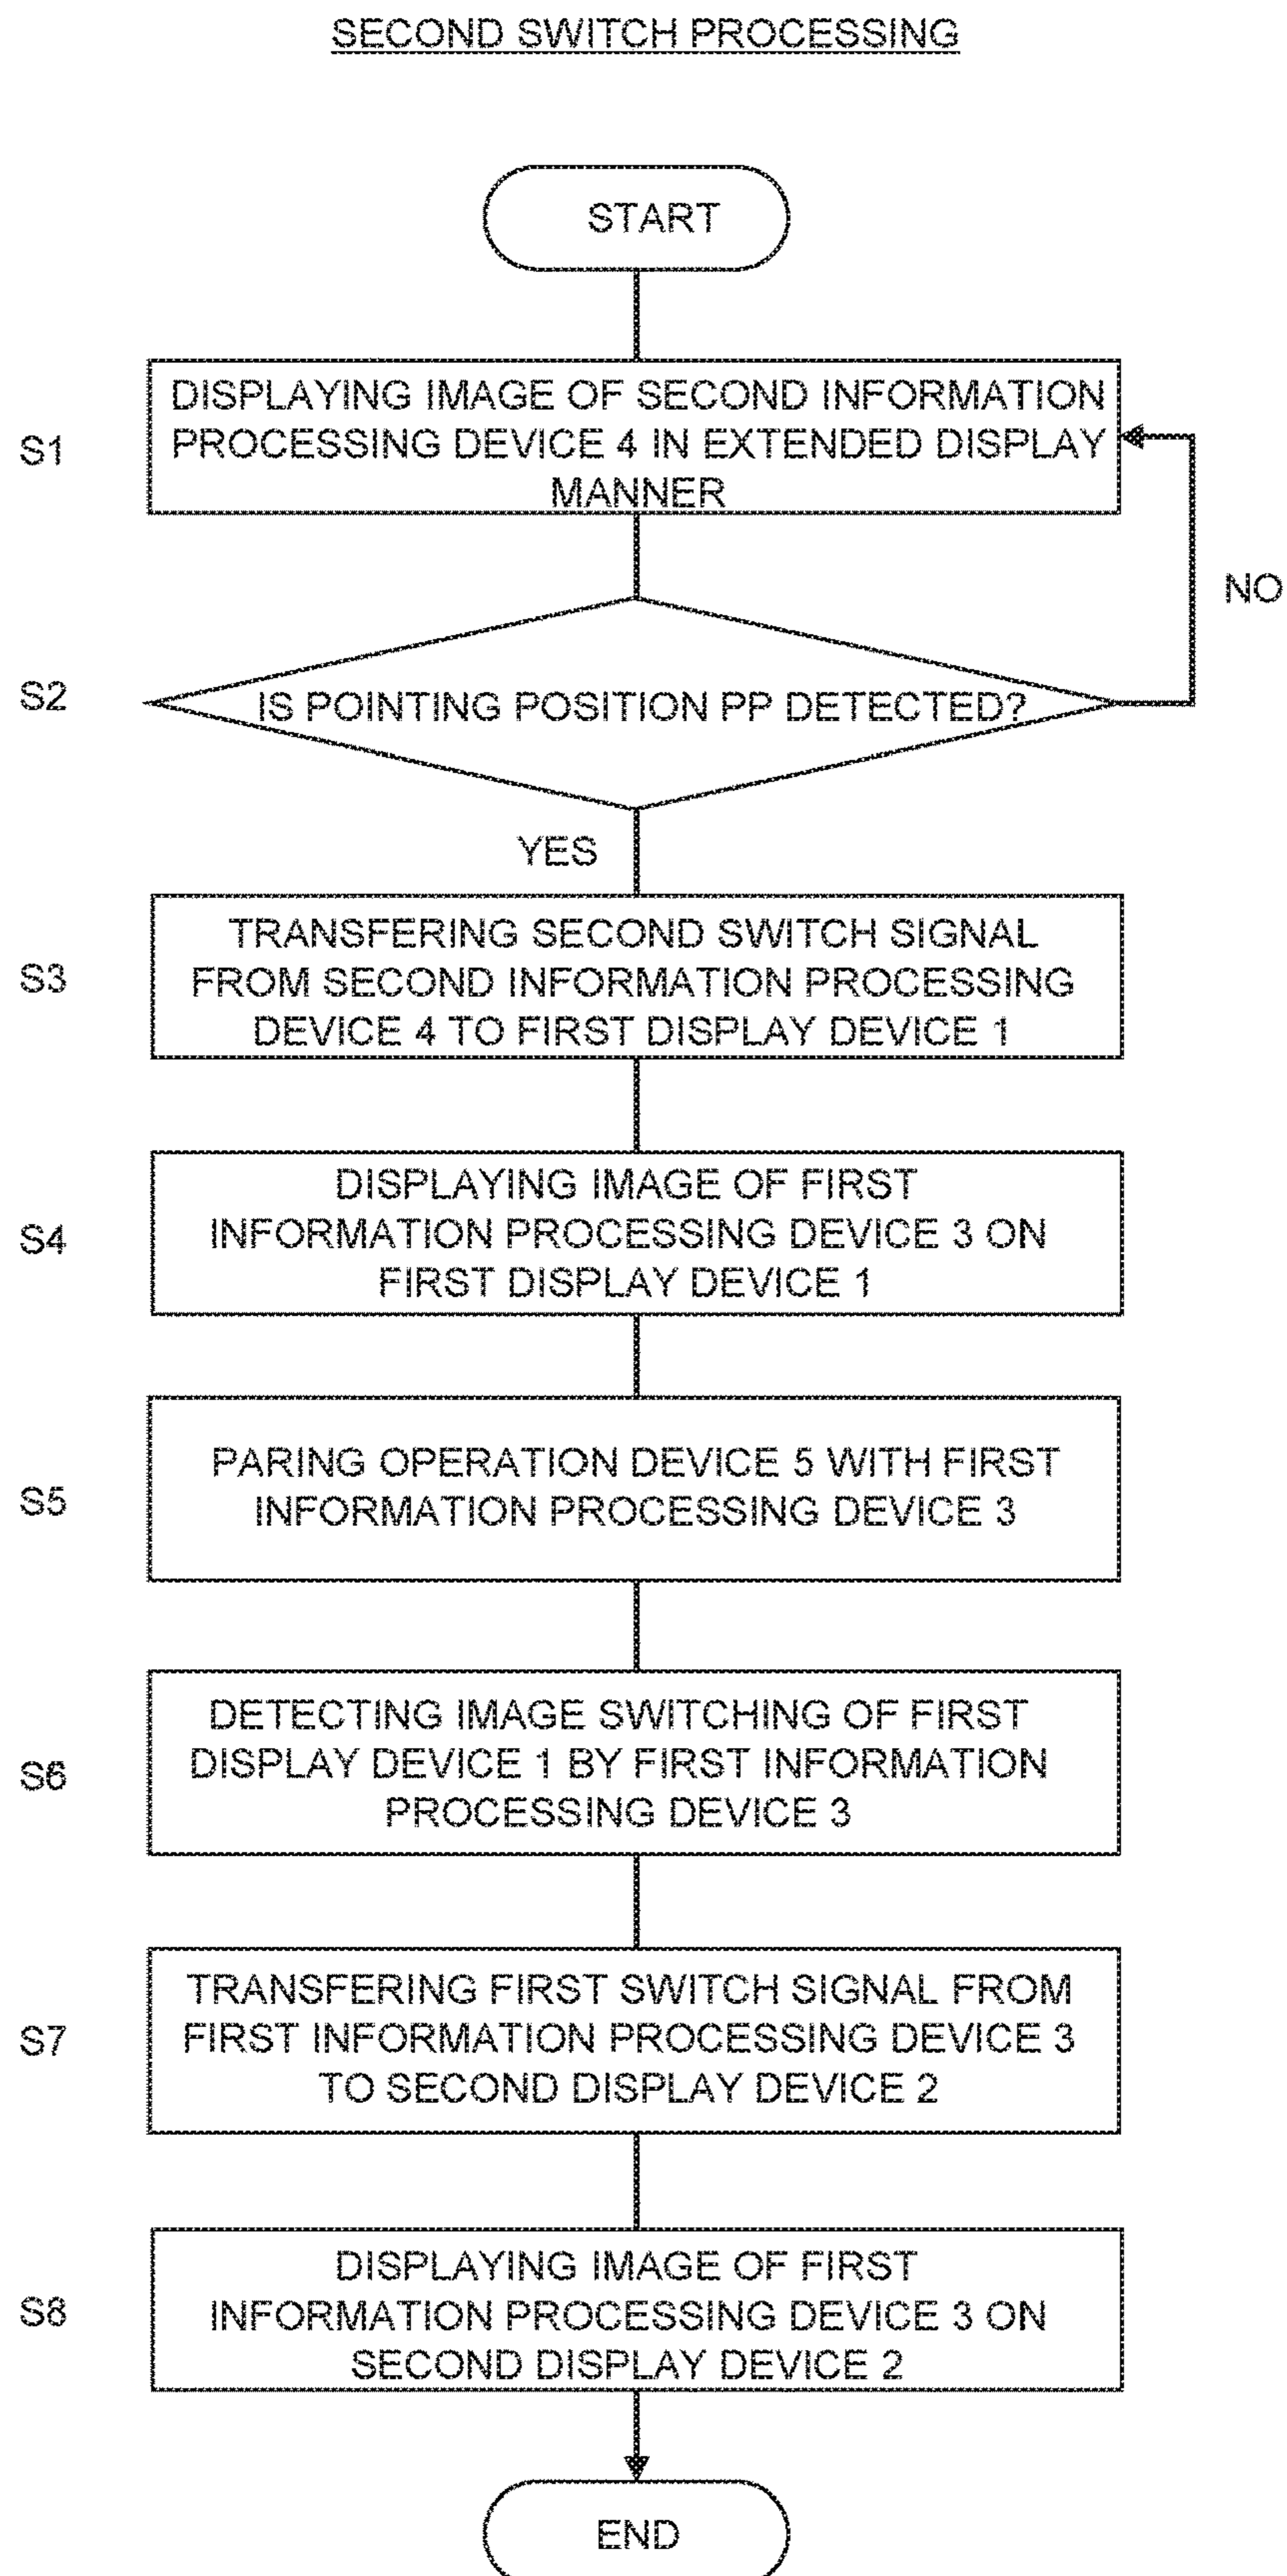 SECOND SWITCH PROCESSING
START
S1
DISPLAYING IMAGE OF SECOND INFORMATION
PROCESSING DEVICE 4 IN EXTENDED DISPLAY
MANNER
NO
S2
IS POINTING POSITION PP DETECTED?
YES
S3
TRANSFERING SECOND SWITCH SIGNAL
FROM SECOND INFORMATION PROCESSING
DEVICE 4 TO FIRST DISPLAY DEVICE 1
S4
DISPLAYING IMAGE OF FIRST
INFORMATION PROCESSING DEVICE 3 ON
FIRST DISPLAY DEVICE 1
S5
PARING OPERATION DEVICE 5 WITH FIRST
INFORMATION PROCESSING DEVICE 3
S6
DETECTING IMAGE SWITCHING OF FIRST
DISPLAY DEVICE 1 BY FIRST INFORMATION
PROCESSING DEVICE 3
S7
TRANSFERING FIRST SWITCH SIGNAL FROM
FIRST INFORMATION PROCESSING DEVICE 3
TO SECOND DISPLAY DEVICE 2
S8
DISPLAYING IMAGE OF FIRST
INFORMATION PROCESSING DEVICE 3 ON
SECOND DISPLAY DEVICE 2
END